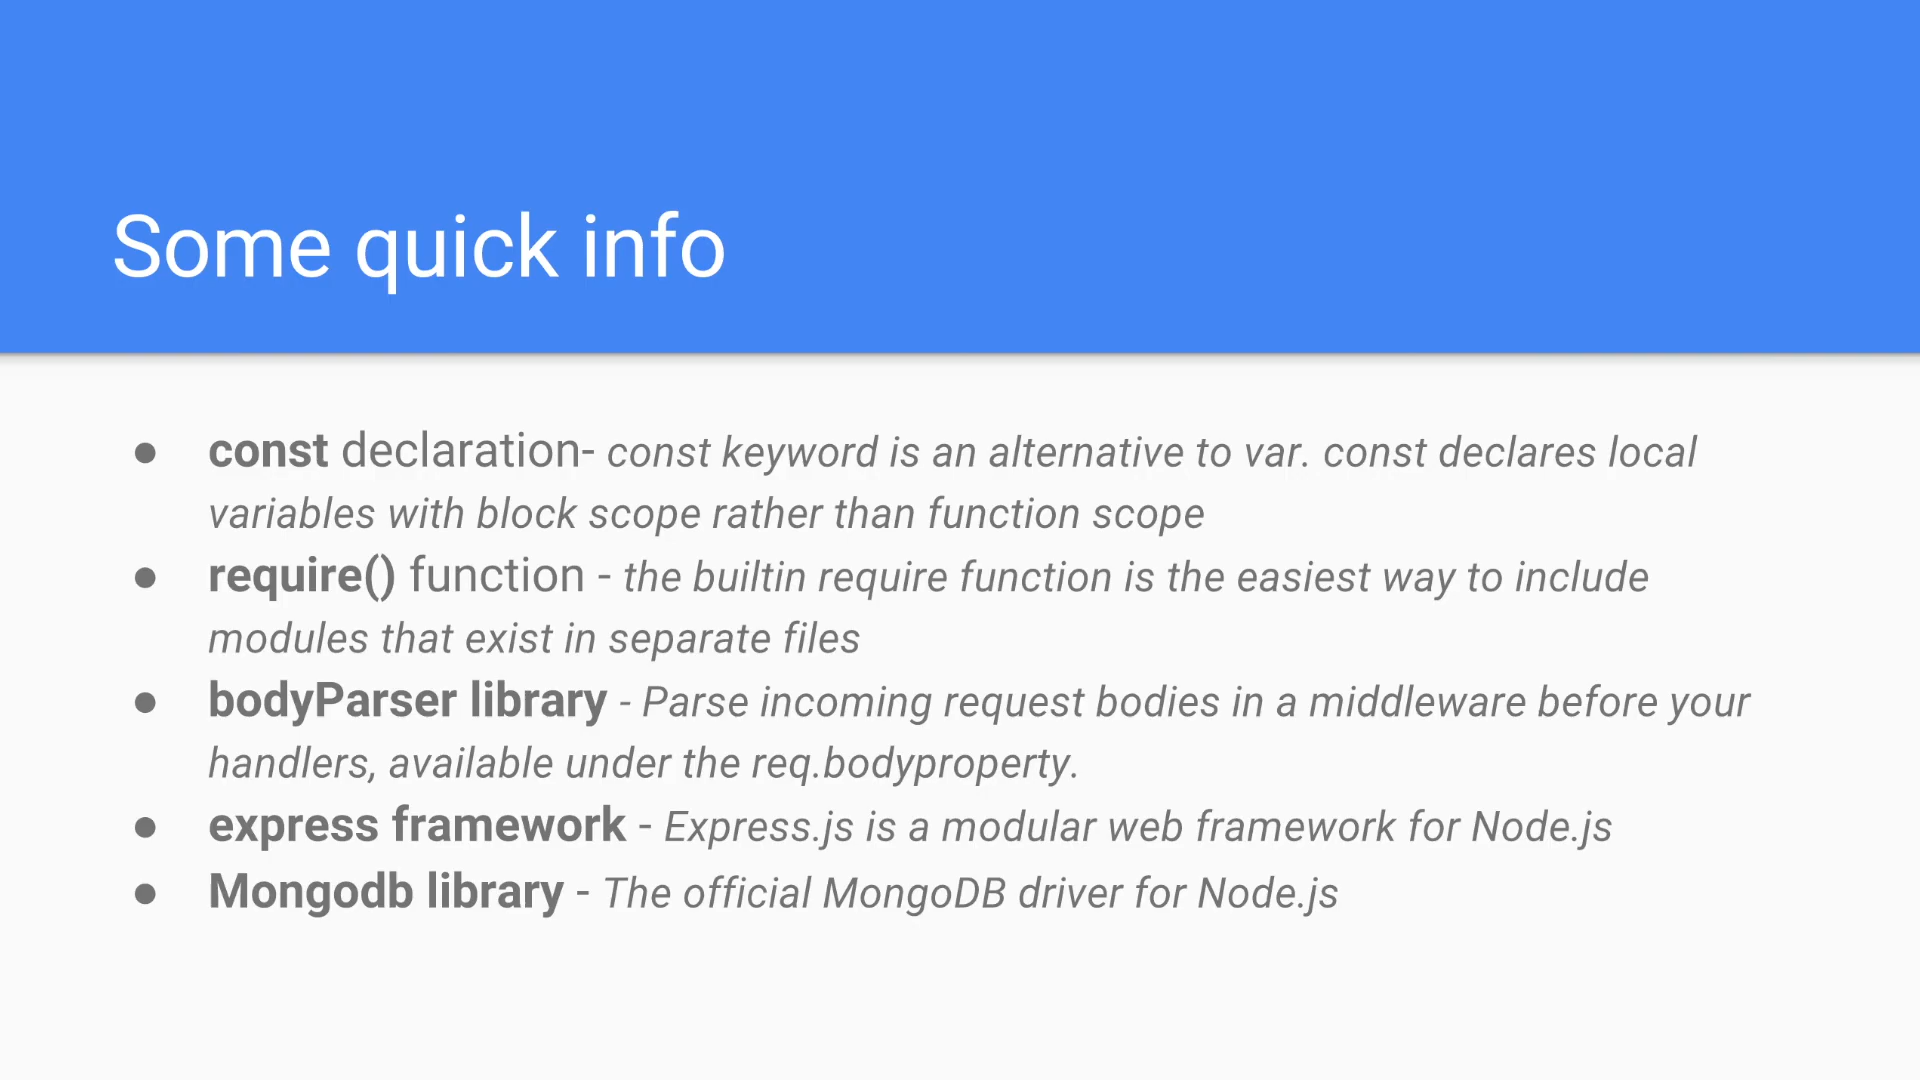 Some quick info
● const declaration- const keyword is an alternative to var. const declares local
variables with block scope rather than function scope
● require() function - the builtin require function is the easiest way to include
modules that exist in separate files
● bodyParser library - Parse incoming request bodies in a middleware before your
handlers, available under the req.bodyproperty.
● express framework - Express.js is a modular web framework for Node.js
● Mongodb library - The official MongoDB driver for Node.js